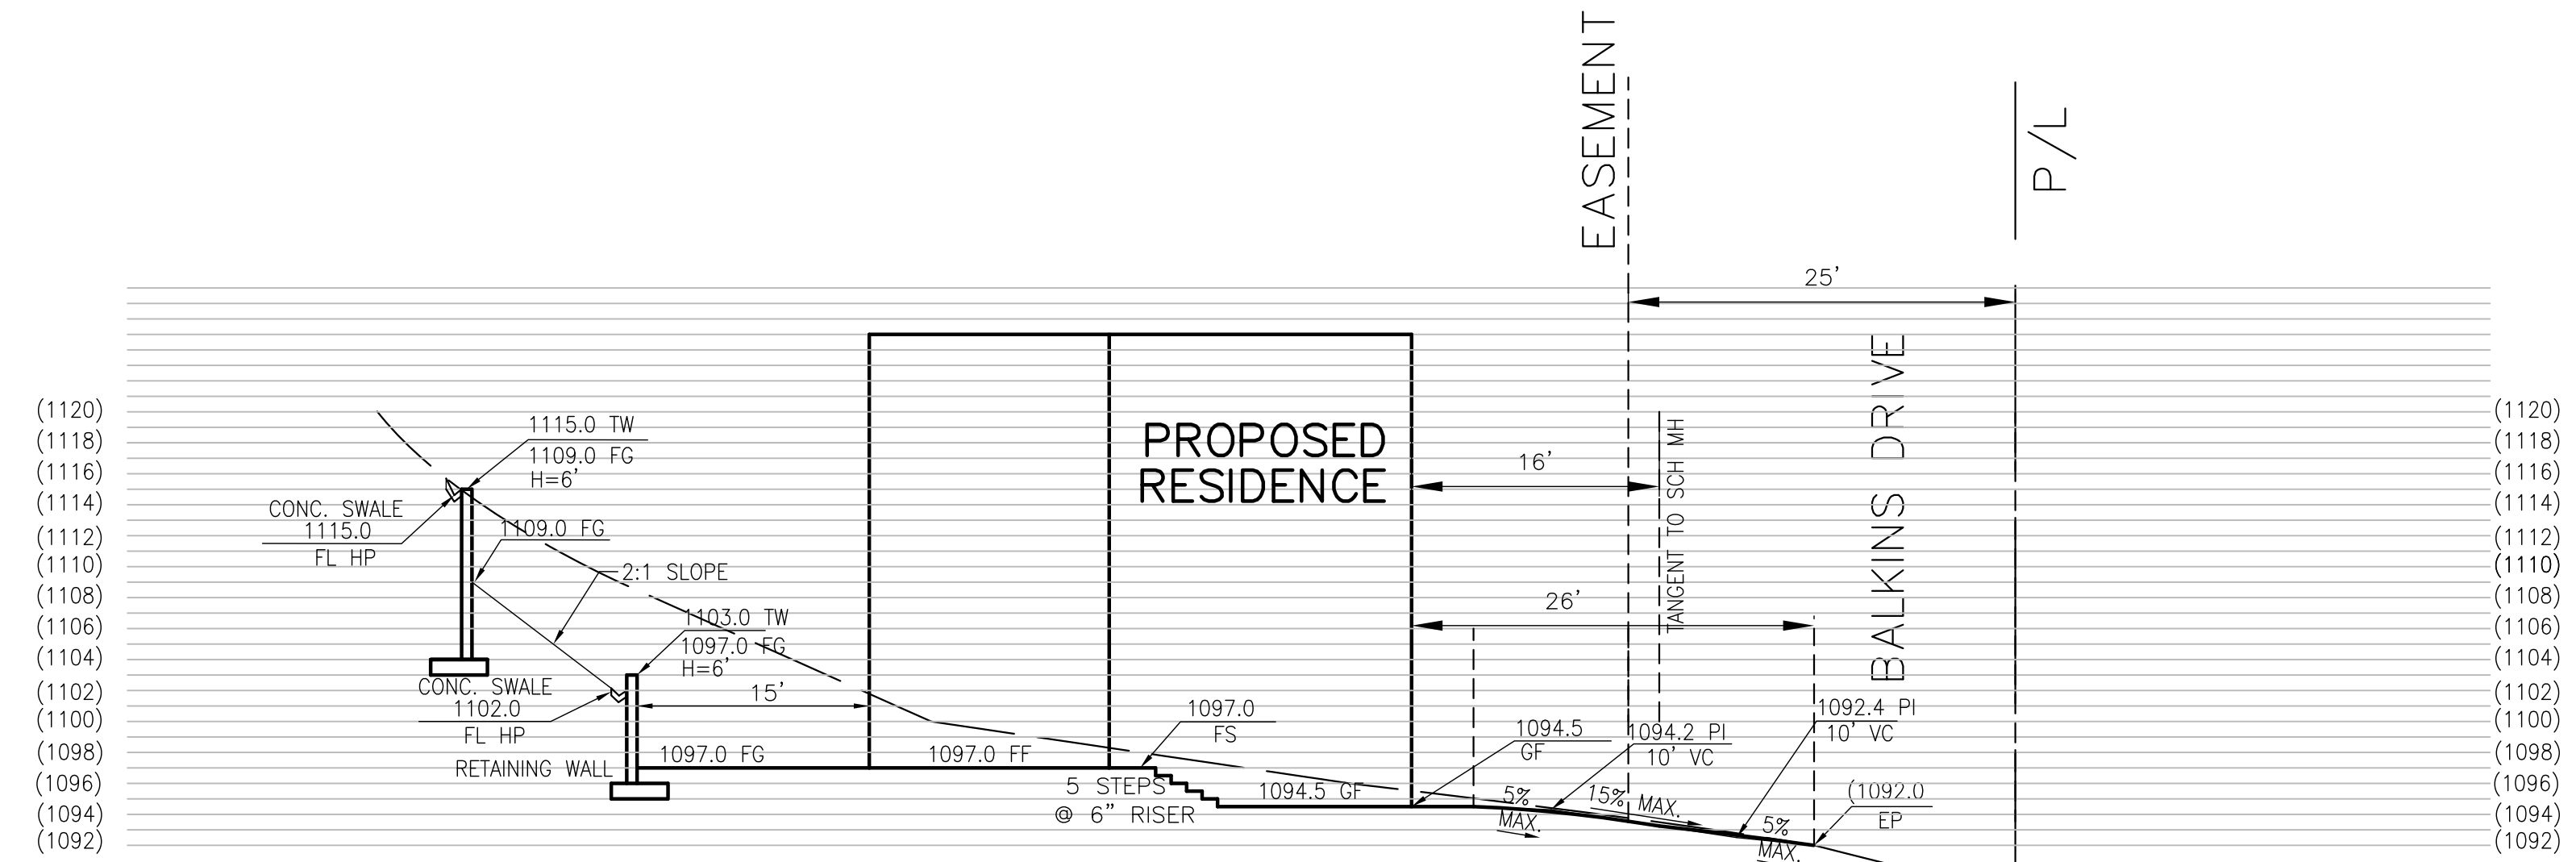 EASEMENT
P/L
25'
(1120)
(1118)
(1116)
(1114)
(1112)
(1110)
(1108)
(1106)
(1104)
(1102)
(1100)
(1098)
(1096)
(1094)
(1092)
1115.0 TW
1109.0 FG
H=6'
CONC. SWALE
1115.0
FL HP
1109.0 FG
2:1 SLOPE
1103.0 TW
1097.0 FG
H=6'
CONC. SWALE
1102.0
FL HP
RETAINING WALL
15'
1097.0 FG
1097.0 FF
PROPOSED
RESIDENCE
1097.0
FS
5 STEPS
@ 6" RISER
1094.5 GF
16'
TANGENT TO SCH MH
26'
BALKINS DRIVE
1094.5
GF
1094.2 PI
10' VC
1092.4 PI
10' VC
5%
MAX.
15% MAX.
5%
MAX.
(1092.0
EP
(1120)
(1118)
(1116)
(1114)
(1112)
(1110)
(1108)
(1106)
(1104)
(1102)
(1100)
(1098)
(1096)
(1094)
(1092)